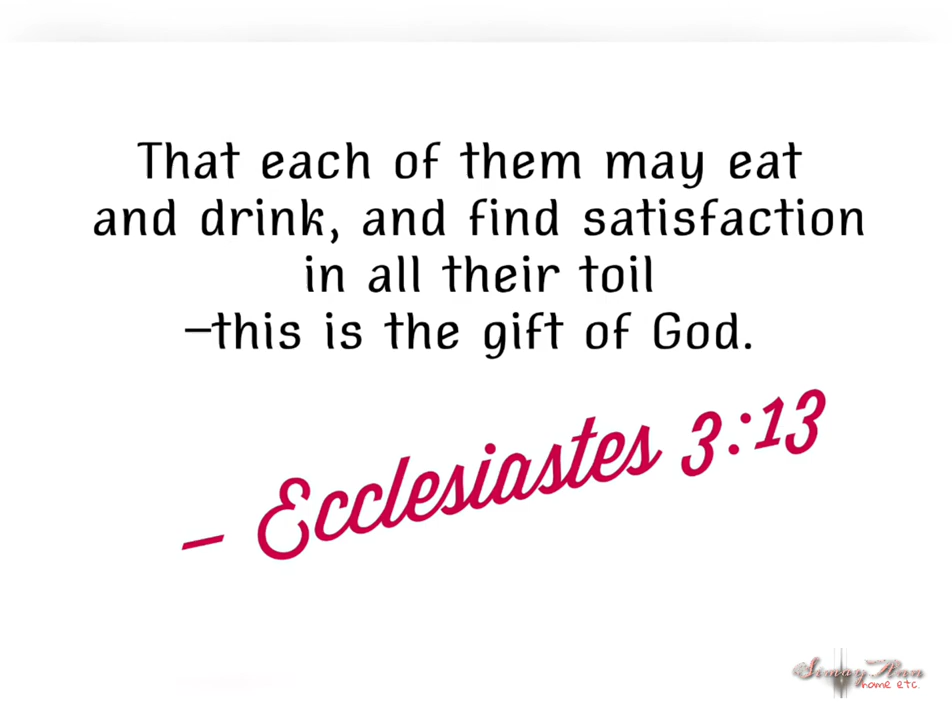 That each of them may eat
and drink, and find satisfaction
in all their toil
—this is the gift of God.
– Ecclesiastes 3:13
home etc.